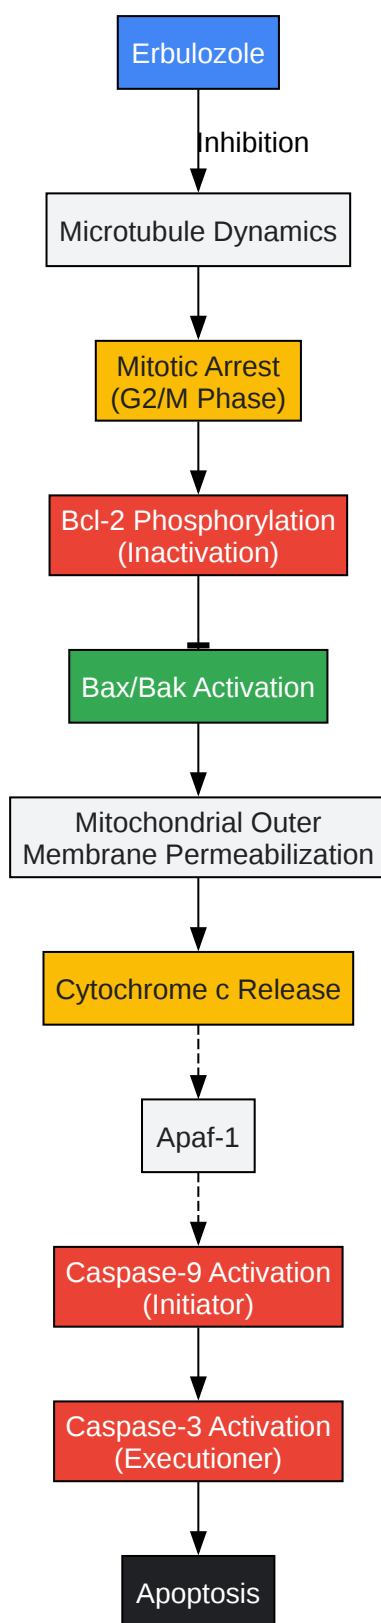 Erbulozole
Inhibition
Microtubule Dynamics
Mitotic Arrest
(G2/M Phase)
Bcl-2 Phosphorylation
(Inactivation)
Bax/Bak Activation
Mitochondrial Outer
Membrane Permeabilization
Cytochrome c Release
Apaf-1
Caspase-9 Activation
(Initiator)
Caspase-3 Activation
(Executioner)
Apoptosis